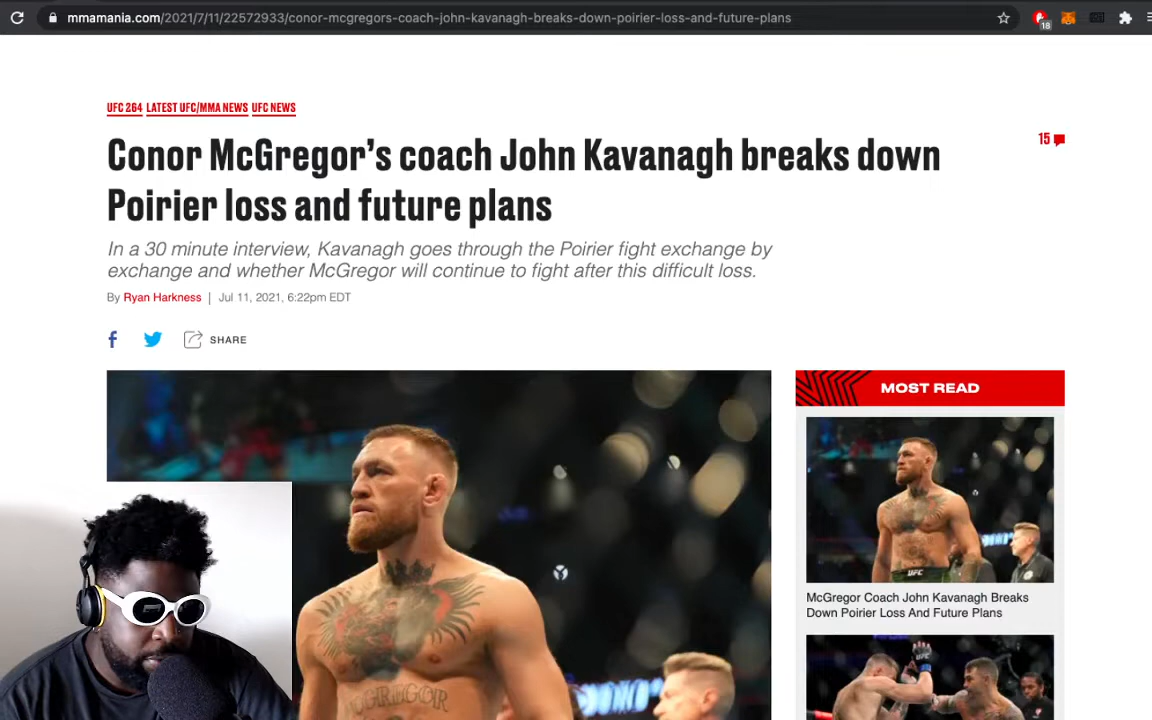 mmamania.com/2021/7/11/22572933/conor-mcgregors-coach-john-kavanagh-breaks-down-poirier-loss-and-future-plans
18
UFC 264 LATEST UFC/MMA NEWS UFC NEWS
Conor McGregor’s coach John Kavanagh breaks down
Poirier loss and future plans
15
In a 30 minute interview, Kavanagh goes through the Poirier fight exchange by
exchange and whether McGregor will continue to fight after this difficult loss.
By Ryan Harkness | Jul 11, 2021, 6:22pm EDT
SHARE
MOST READ
UFC
McGregor Coach John Kavanagh Breaks
Down Poirier Loss And Future Plans
MCGREGOR
UFC